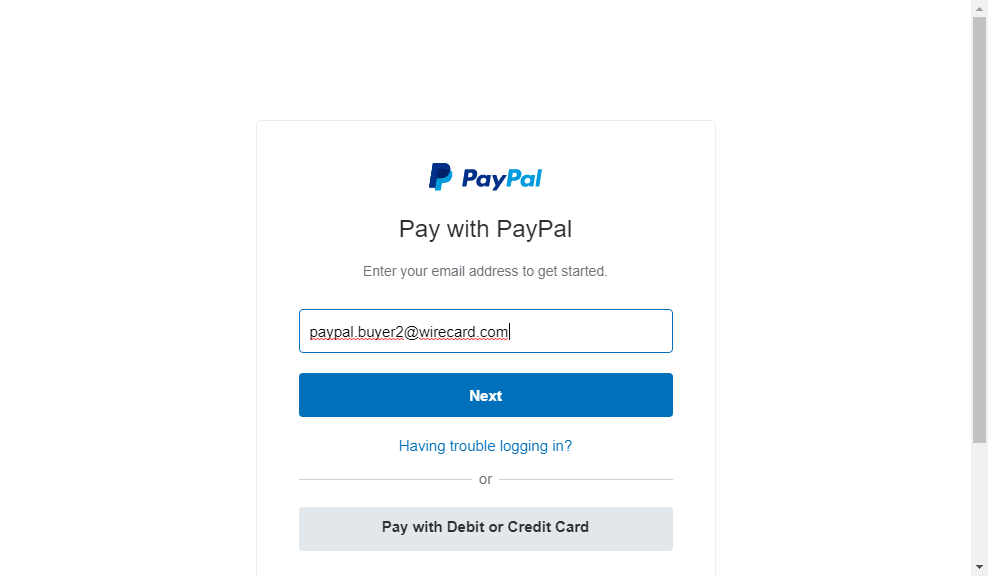 PayPal
Pay with PayPal
Enter your email address to get started.
paypal.buyer2@wirecard.com
Next
Having trouble logging in?
or
Pay with Debit or Credit Card